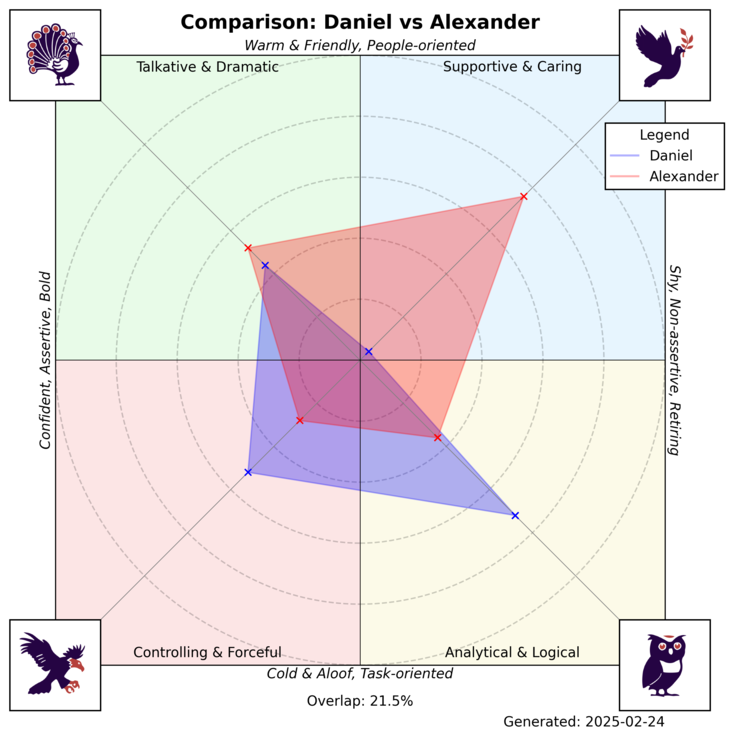 Comparison: Daniel vs Alexander
Warm & Friendly, People-oriented
Talkative & Dramatic
Supportive & Caring
Legend
Daniel
Alexander
Confident, Assertive, Bold
Shy, Non-assertive, Retiring
Controlling & Forceful
Analytical & Logical
Cold & Aloof, Task-oriented
Overlap: 21.5%
Generated: 2025-02-24